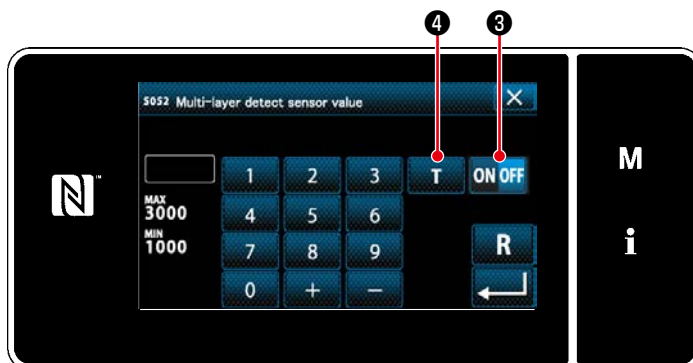 ❹ ❸
S052 Multi-layer detect sensor value
1 2 3 T ON OFF
MAX
3000
4 5 6
MIN
1000
7 8 9 R
0 + −
M
i
N